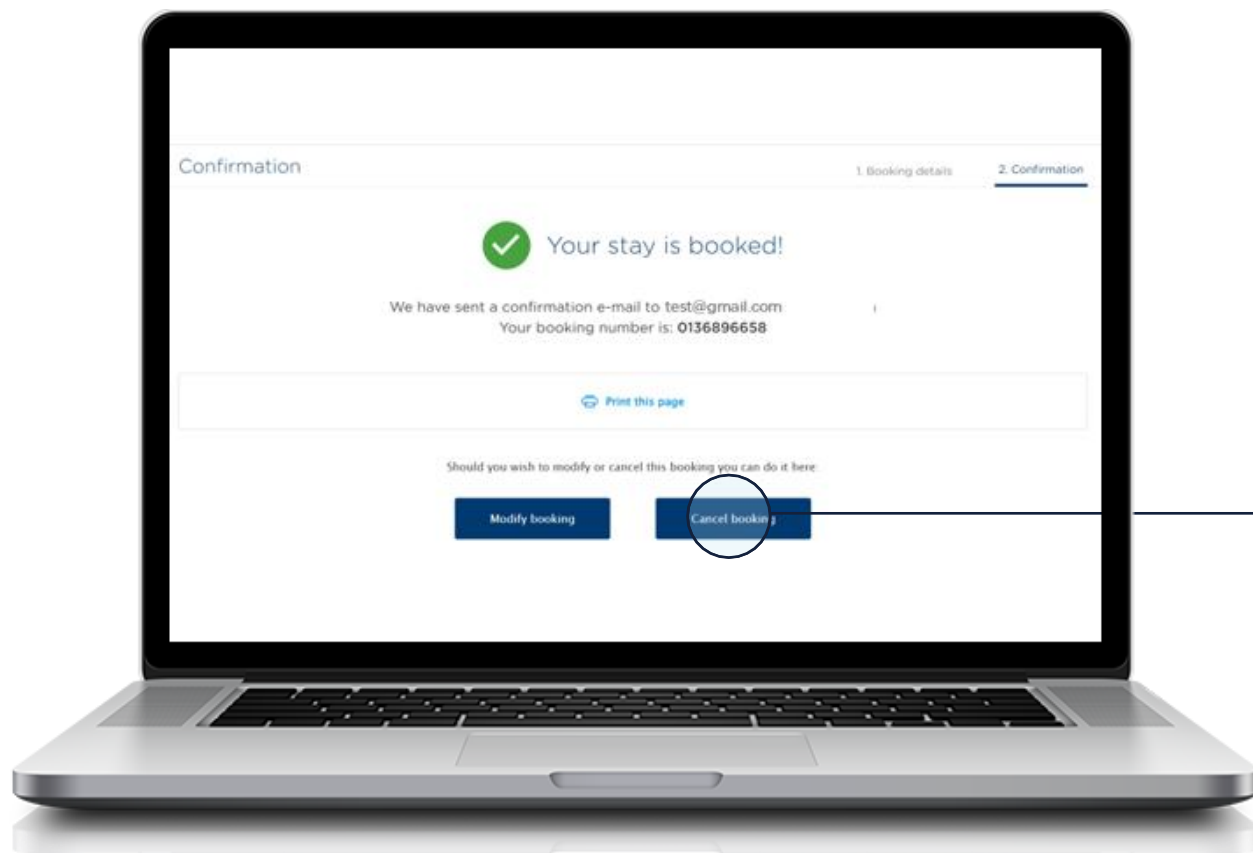 Confirmation
1. Booking details
2. Confirmation
Your stay is booked!
We have sent a confirmation e-mail to test@gmail.com
Your booking number is: 0136896658
Print this page
Should you wish to modify or cancel this booking you can do it here
Modify booking
Cancel booking